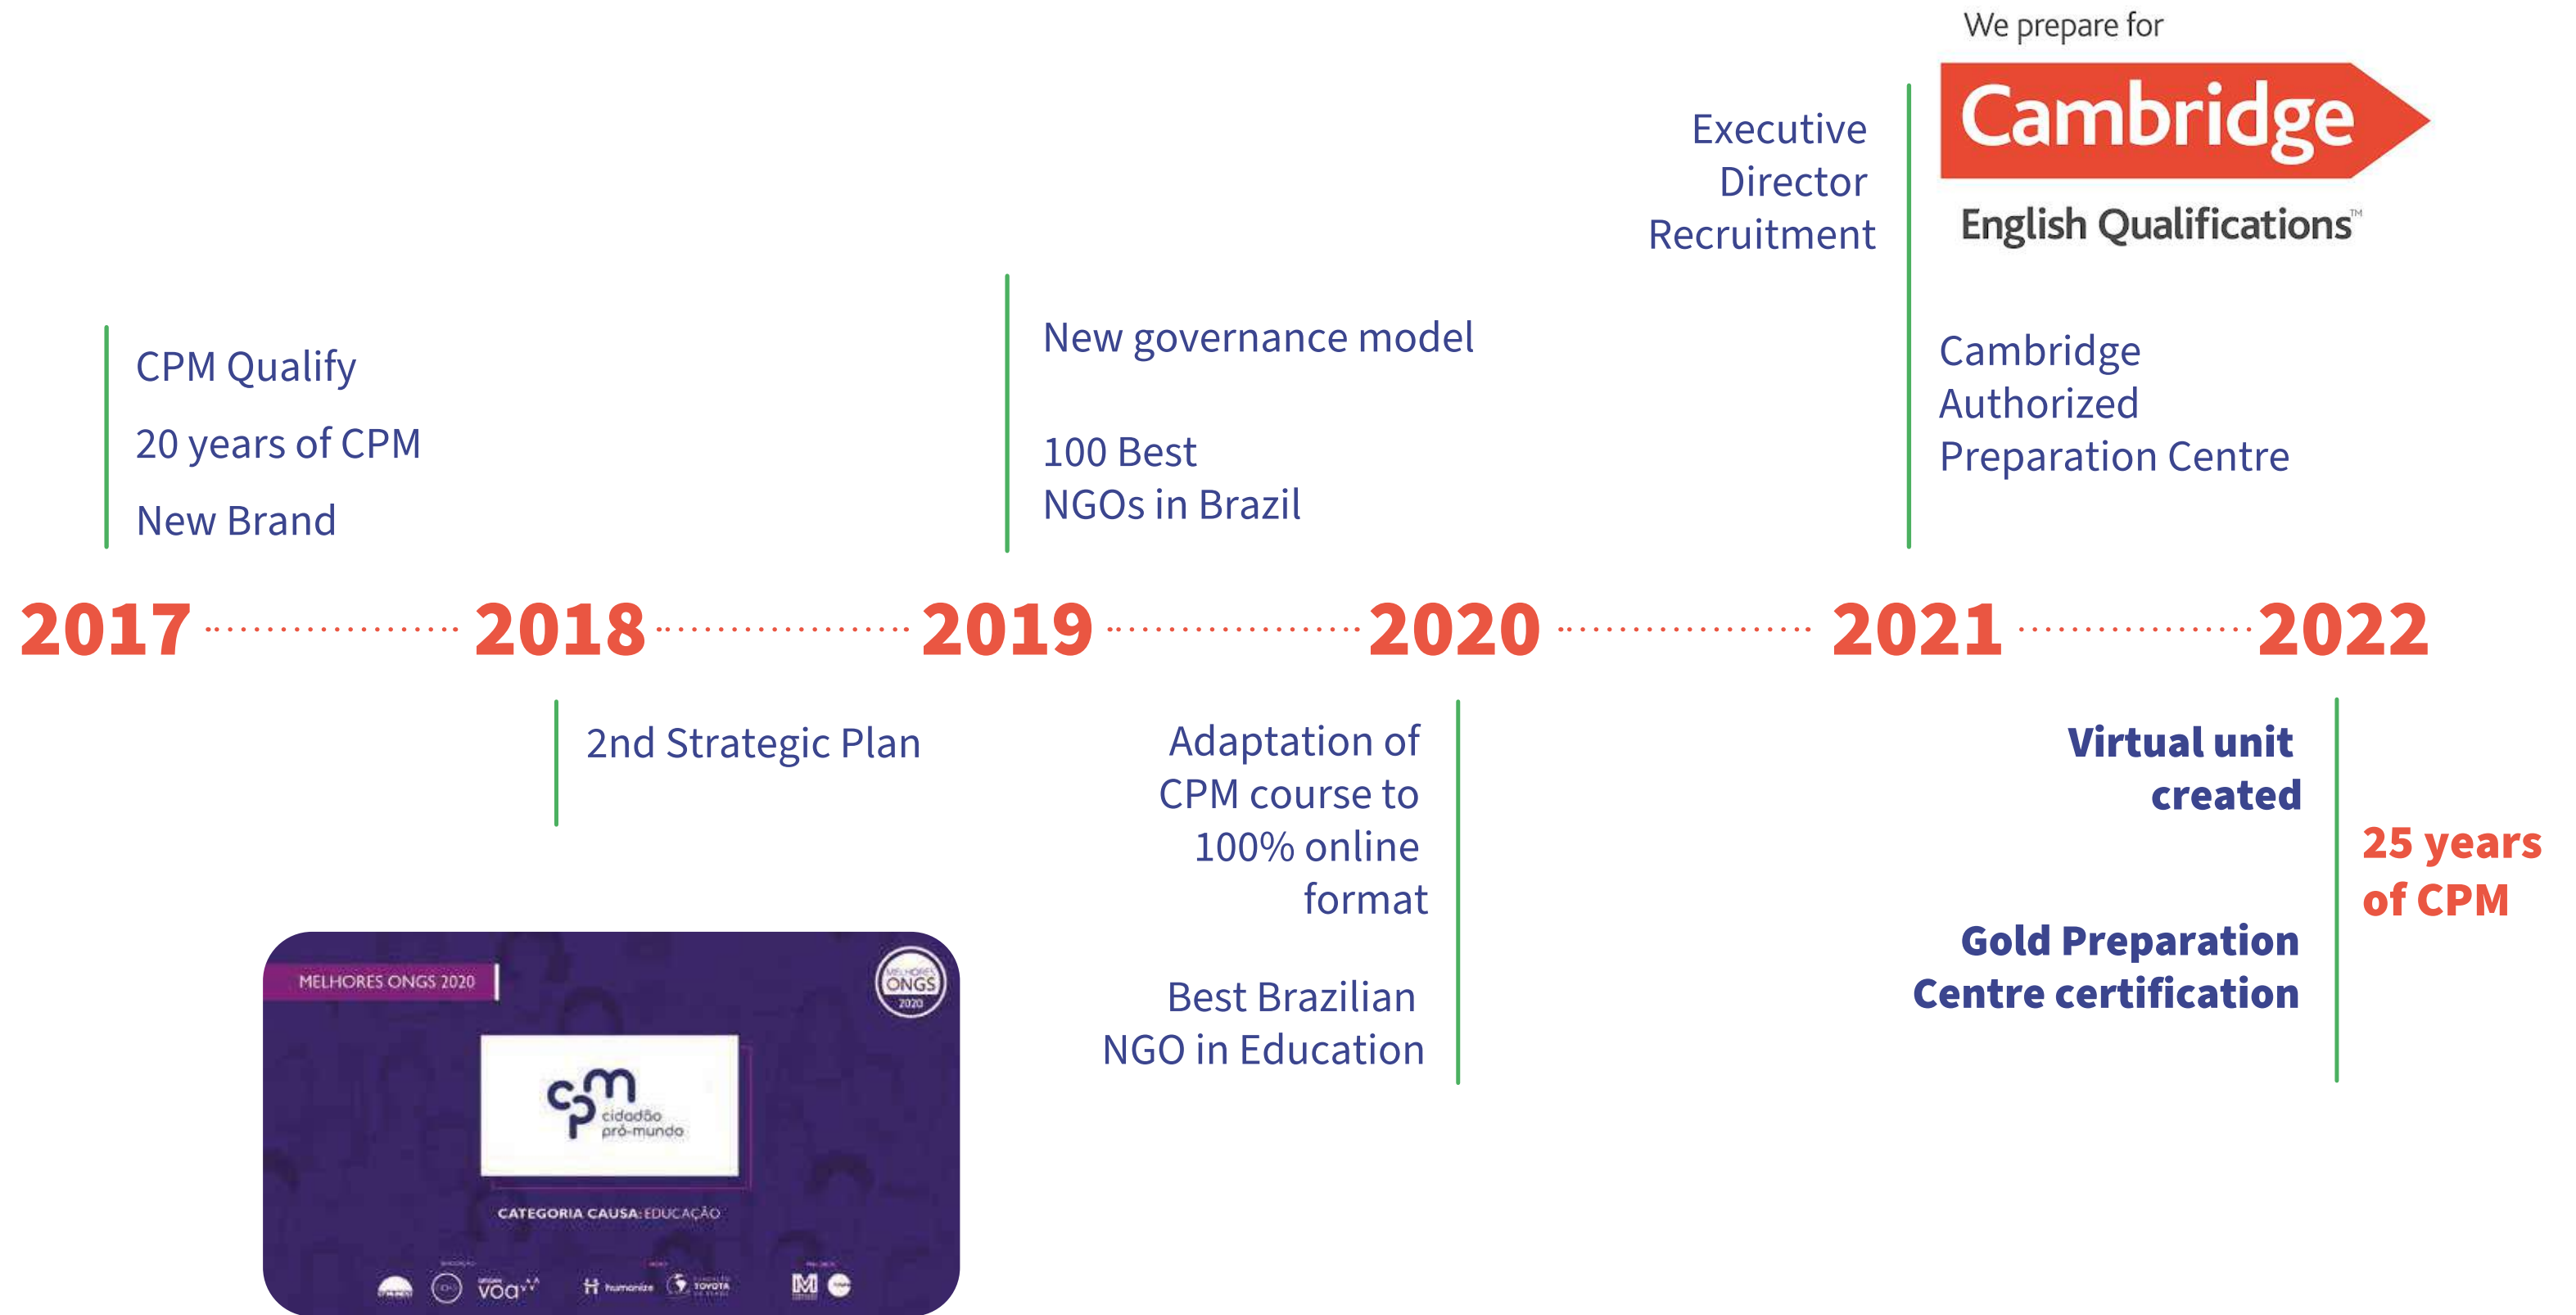 We prepare for
Cambridge
English Qualifications™
Executive
Director
Recruitment
Cambridge
Authorized
Preparation Centre
New governance model
100 Best
NGOs in Brazil
CPM Qualify
20 years of CPM
New Brand
2017
2018
2019
2020
2021
2022
2nd Strategic Plan
Adaptation of
CPM course to
100% online
format
Best Brazilian
NGO in Education
Virtual unit
created
Gold Preparation
Centre certification
25 years
of CPM
MELHORES ONGS 2020
MELHORES
ONGS
2020
cpm
cidadão
pró-mundo
CATEGORIA CAUSA: EDUCAÇÃO
voa
humanize
TOYOTA
M